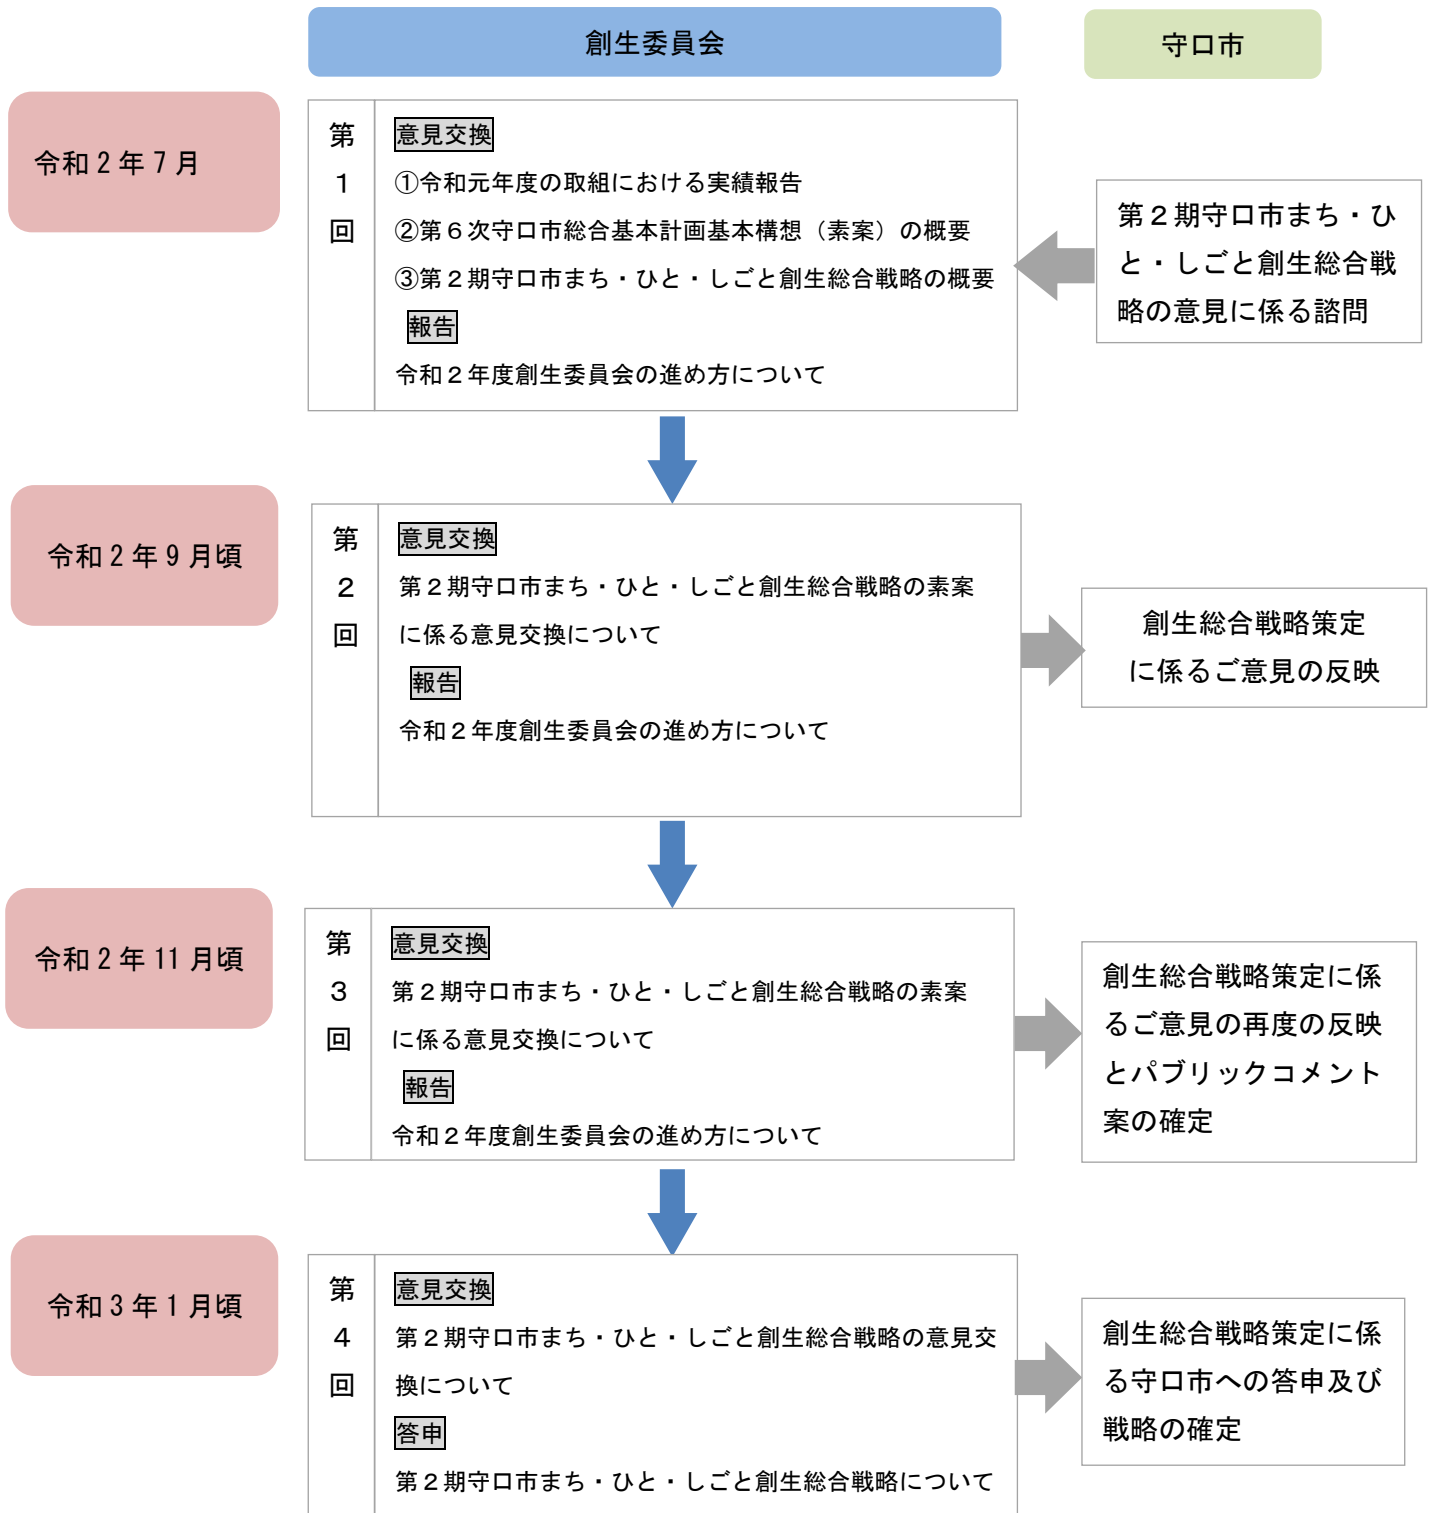 創生委員会
守口市
令和２年７月
第
１
回
意見交換
①令和元年度の取組における実績報告
②第６次守口市総合基本計画基本構想（素案）の概要
③第２期守口市まち・ひと・しごと創生総合戦略の概要
報告
令和２年度創生委員会の進め方について
第２期守口市まち・ひ
と・しごと創生総合戦
略の意見に係る諮問
令和２年９月頃
第
２
回
意見交換
第２期守口市まち・ひと・しごと創生総合戦略の素案
に係る意見交換について
報告
令和２年度創生委員会の進め方について
創生総合戦略策定
に係るご意見の反映
令和２年 11 月頃
第
３
回
意見交換
第２期守口市まち・ひと・しごと創生総合戦略の素案
に係る意見交換について
報告
令和２年度創生委員会の進め方について
創生総合戦略策定に係
るご意見の再度の反映
とパブリックコメント
案の確定
令和３年１月頃
第
４
回
意見交換
第２期守口市まち・ひと・しごと創生総合戦略の意見交
換について
答申
第２期守口市まち・ひと・しごと創生総合戦略について
創生総合戦略策定に係
る守口市への答申及び
戦略の確定